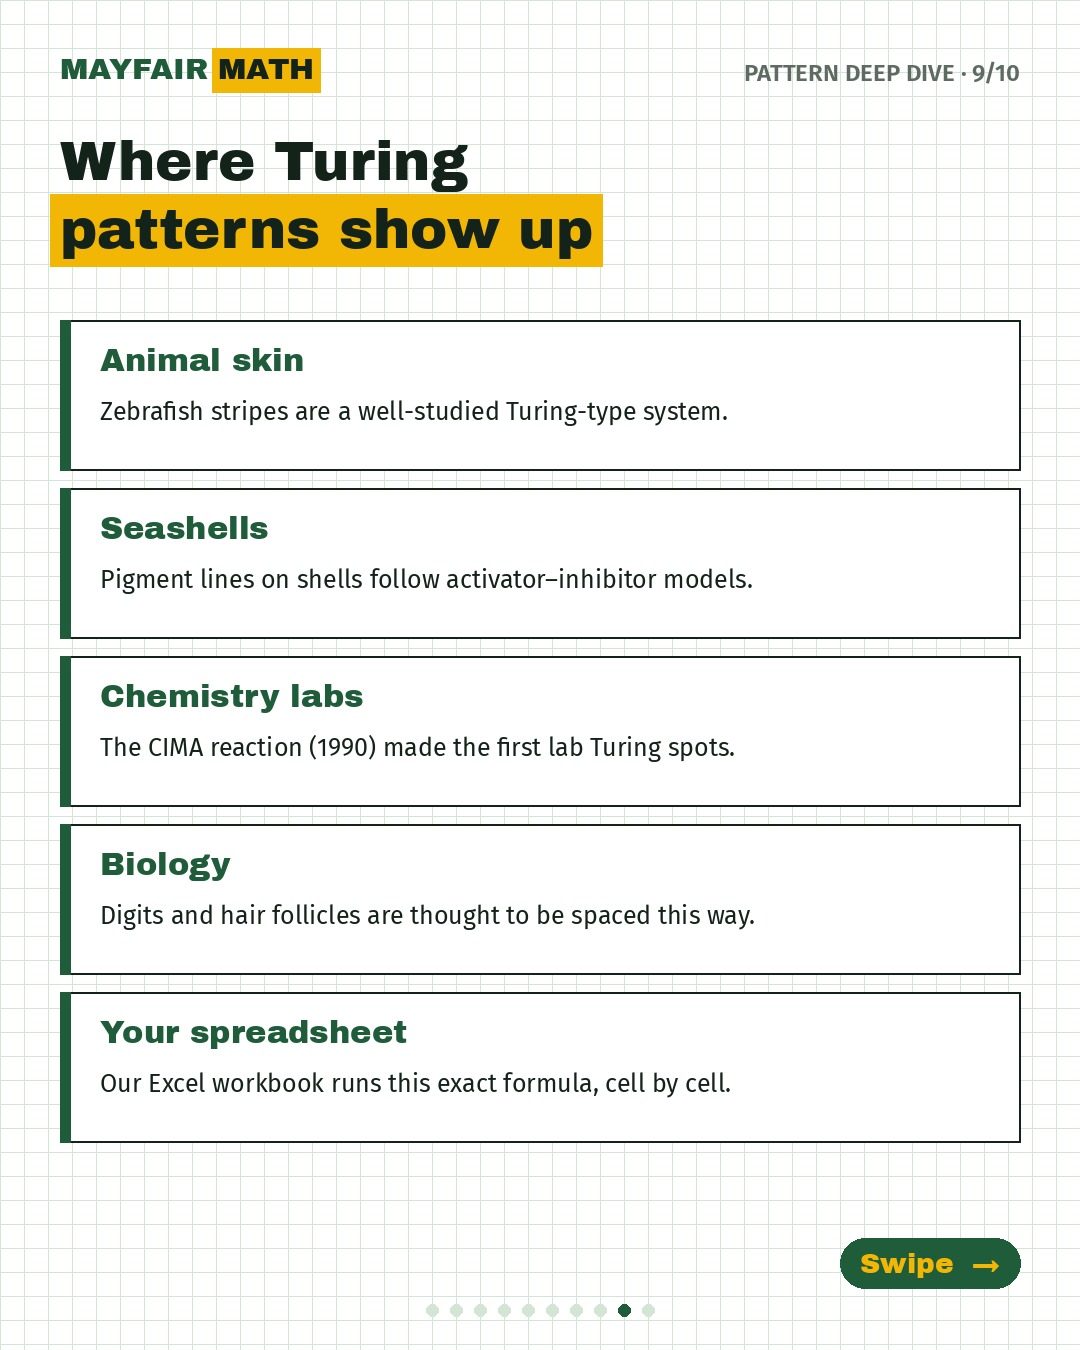 MAYFAIR MATH
PATTERN DEEP DIVE · 9/10
Where Turing
patterns show up
Animal skin
Zebrafish stripes are a well-studied Turing-type system.
Seashells
Pigment lines on shells follow activator–inhibitor models.
Chemistry labs
The CIMA reaction (1990) made the first lab Turing spots.
Biology
Digits and hair follicles are thought to be spaced this way.
Your spreadsheet
Our Excel workbook runs this exact formula, cell by cell.
Swipe →